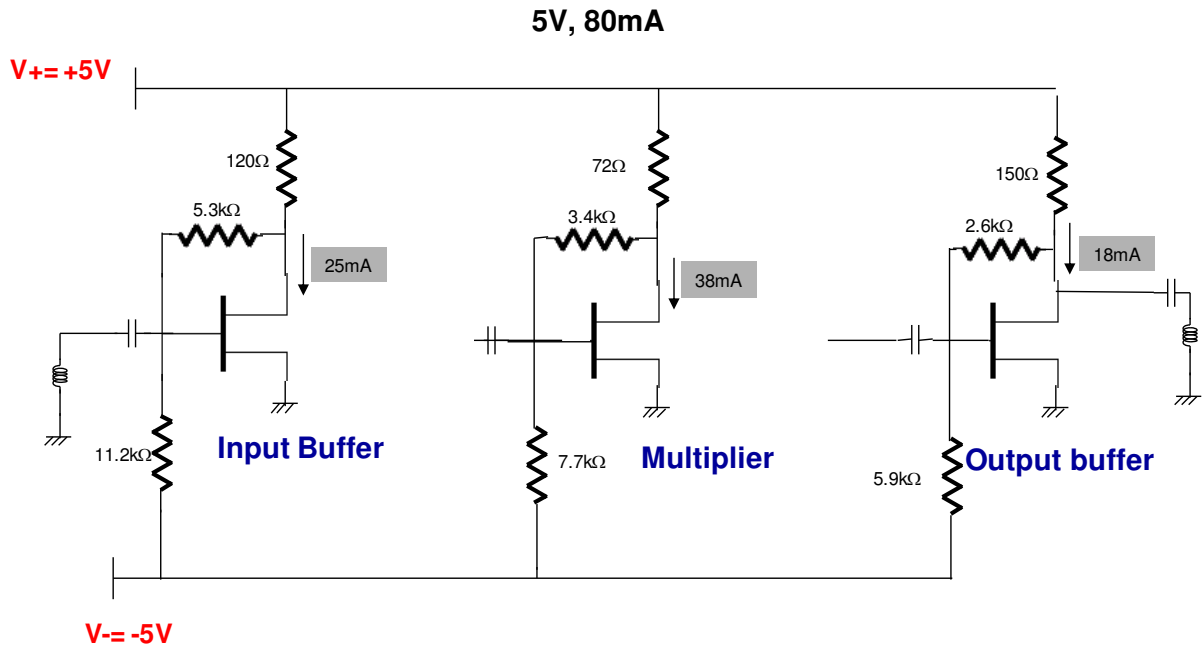 5V, 80mA
V+= +5V
120Ω
72Ω
150Ω
5.3kΩ
3.4kΩ
2.6kΩ
25mA
38mA
18mA
Input Buffer
Multiplier
Output buffer
11.2kΩ
7.7kΩ
5.9kΩ
V-= -5V